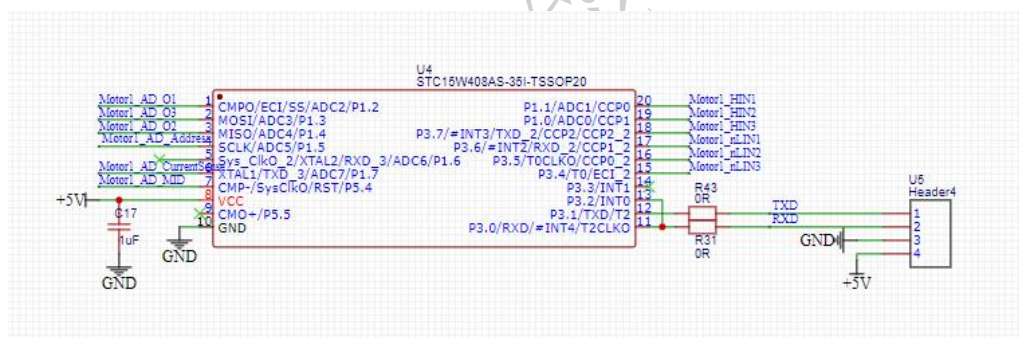 U4
STC15W408AS-35I-TSSOP20
Motor1_AD_O1 1 CMPO/ECI/SS/ADC2/P1.2 P1.1/ADC1/CCP0 20 Motor1_HIN1
Motor1_AD_O3 2 MOSI/ADC3/P1.3 P1.0/ADC0/CCP1 19 Motor1_HIN2
Motor1_AD_O2 3 MISO/ADC4/P1.4 P3.7/#INT3/TXD_2/CCP2/CCP2_2 18 Motor1_HIN3
Motor1_AD_Address SCLK/ADC5/P1.5 P3.6/#INT2/RXD_2/CCP1_2 17 Motor1_nLIN1
5 Sys_ClkO_2/XTAL2/RXD_3/ADC6/P1.6 P3.5/T0CLKO/CCP0_2 16 Motor1_nLIN2
Motor1_AD_CurrentSense XTAL1/TXD_3/ADC7/P1.7 P3.4/T0/ECI_2 15 Motor1_nLIN3
Motor1_AD_MID 7 CMP-/SysClkO/RST/P5.4 P3.3/INT1 14
+5V 8 VCC P3.2/INT0 13
9 CMO+/P5.5 P3.1/TXD/T2 12
10 GND P3.0/RXD/#INT4/T2CLKO 11
C17
1uF
GND
GND
R43
0R
R31
0R
TXD
RXD
U5
Header4
1
2
GND 3
4
+5V